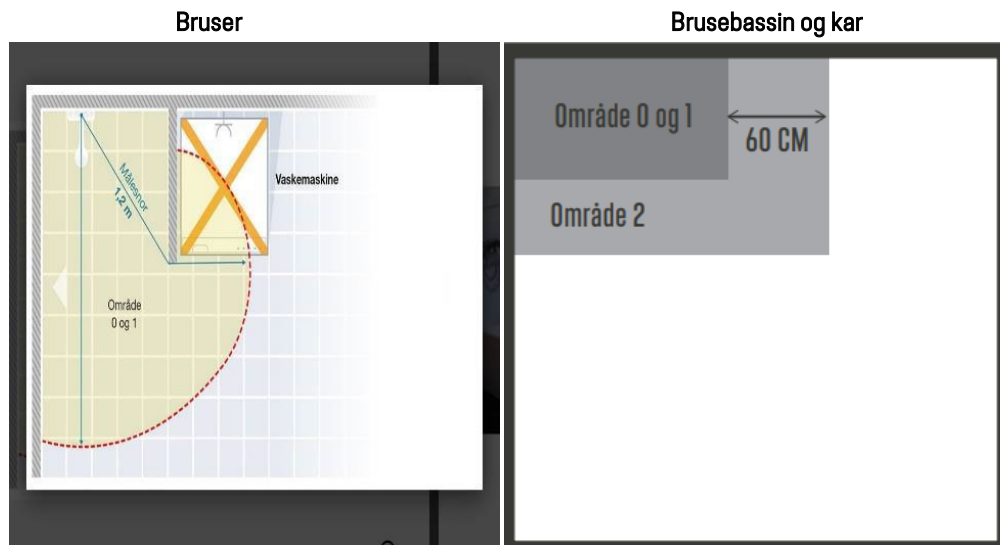 Bruser
Brusebassin og kar
Målesnor
1,2 m
Vaskemaskine
Område
0 og 1
Område 0 og 1
60 CM
Område 2